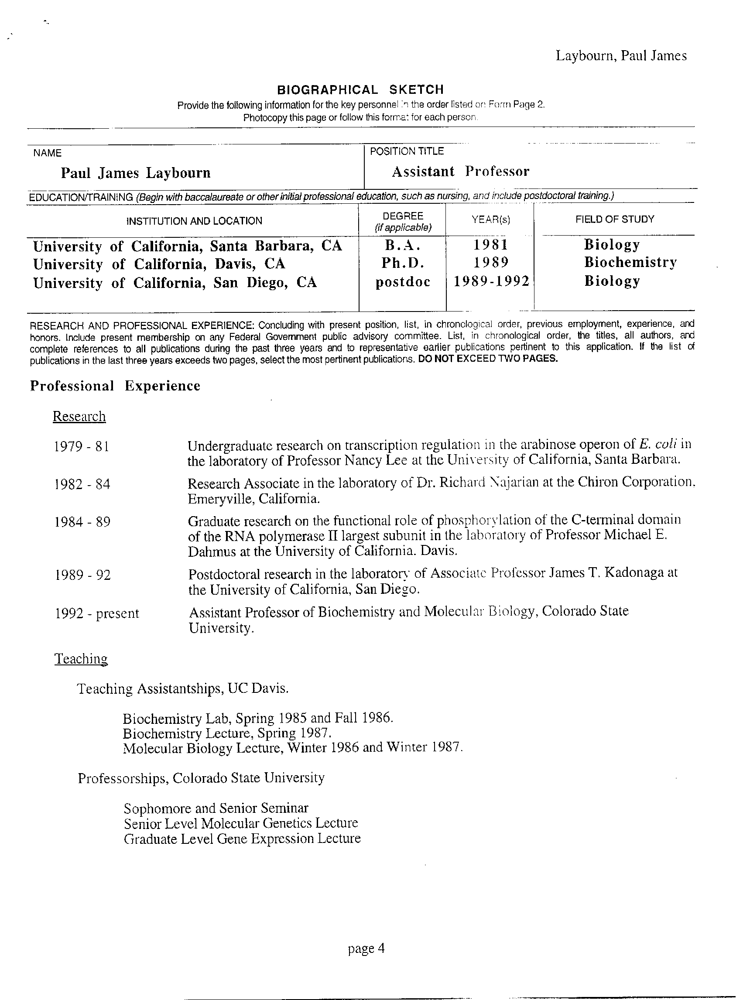 Laybourn, Paul James
BIOGRAPHICAL SKETCH
Provide the following information for the key personnel in the order listed on Form Page 2.
Photocopy this page or follow this format for each person.
NAME
POSITION TITLE
Paul James Laybourn
Assistant Professor
EDUCATION/TRAINING (Begin with baccalaureate or other initial professional education, such as nursing, and include postdoctoral training.)
INSTITUTION AND LOCATION
DEGREE
(if applicable)
YEAR(s)
FIELD OF STUDY
University of California, Santa Barbara, CA B.A. 1981 Biology
University of California, Davis, CA Ph.D. 1989 Biochemistry
University of California, San Diego, CA postdoc 1989-1992 Biology
RESEARCH AND PROFESSIONAL EXPERIENCE: Concluding with present position, list, in chronological order, previous employment, experience, and
honors. Include present membership on any Federal Government public advisory committee. List, in chronological order, the titles, all authors, and
complete references to all publications during the past three years and to representative earlier publications pertinent to this application. If the list of
publications in the last three years exceeds two pages, select the most pertinent publications. DO NOT EXCEED TWO PAGES.
Professional Experience
Research
1979 - 81 Undergraduate research on transcription regulation in the arabinose operon of E. coli in
the laboratory of Professor Nancy Lee at the University of California, Santa Barbara.
1982 - 84 Research Associate in the laboratory of Dr. Richard Najarian at the Chiron Corporation.
Emeryville, California.
1984 - 89 Graduate research on the functional role of phosphorylation of the C-terminal domain
of the RNA polymerase II largest subunit in the laboratory of Professor Michael E.
Dahmus at the University of California. Davis.
1989 - 92 Postdoctoral research in the laboratory of Associate Professor James T. Kadonaga at
the University of California, San Diego.
1992 - present Assistant Professor of Biochemistry and Molecular Biology, Colorado State
University.
Teaching
Teaching Assistantships, UC Davis.
Biochemistry Lab, Spring 1985 and Fall 1986.
Biochemistry Lecture, Spring 1987.
Molecular Biology Lecture, Winter 1986 and Winter 1987.
Professorships, Colorado State University
Sophomore and Senior Seminar
Senior Level Molecular Genetics Lecture
Graduate Level Gene Expression Lecture
page 4